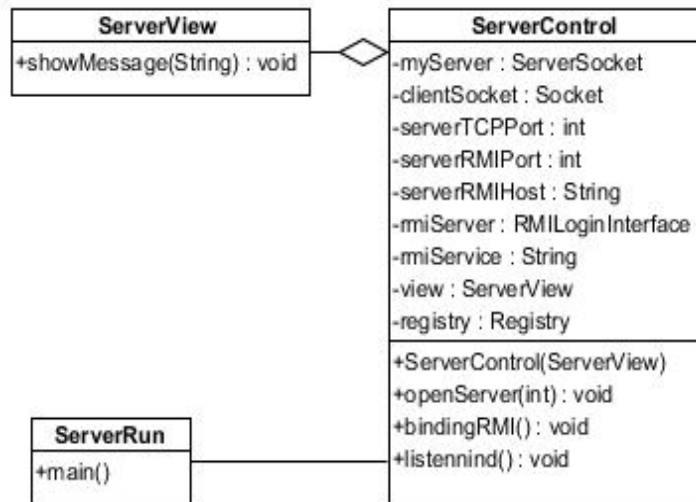 ServerView
+showMessage(String) : void
ServerControl
-myServer : ServerSocket
-clientSocket : Socket
-serverTCPPort : int
-serverRMIPort : int
-serverRMIHost : String
-rmiServer : RMILoginInterface
-rmiService : String
-view : ServerView
-registry : Registry
+ServerControl(ServerView)
+openServer(int) : void
+bindingRMI() : void
+listennind() : void
ServerRun
+main()